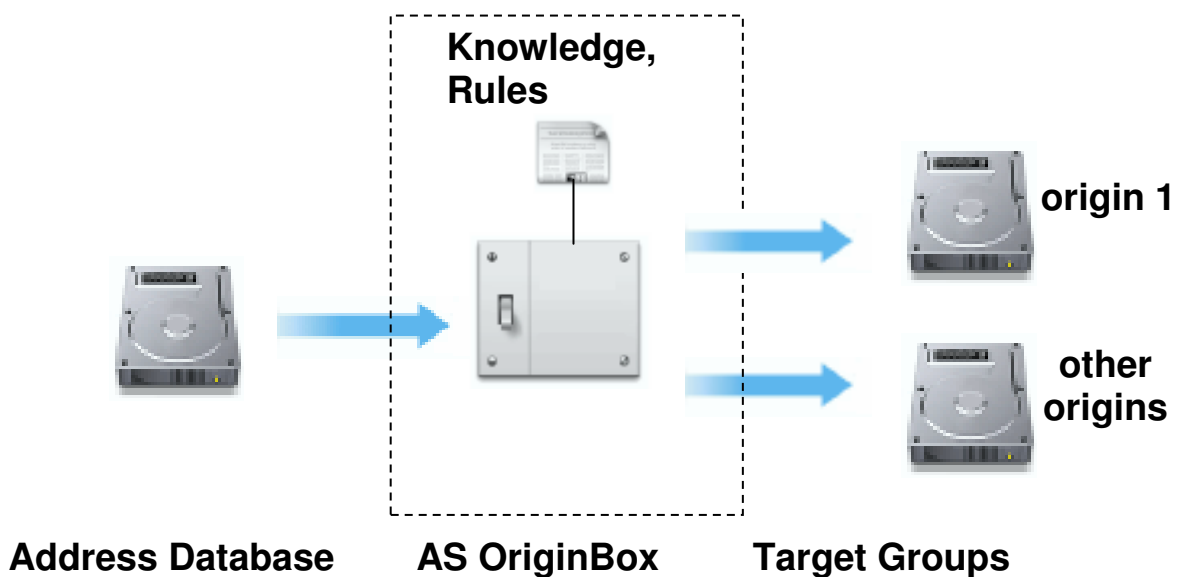 Knowledge,
Rules
origin 1
other
origins
Address Database
AS OriginBox
Target Groups